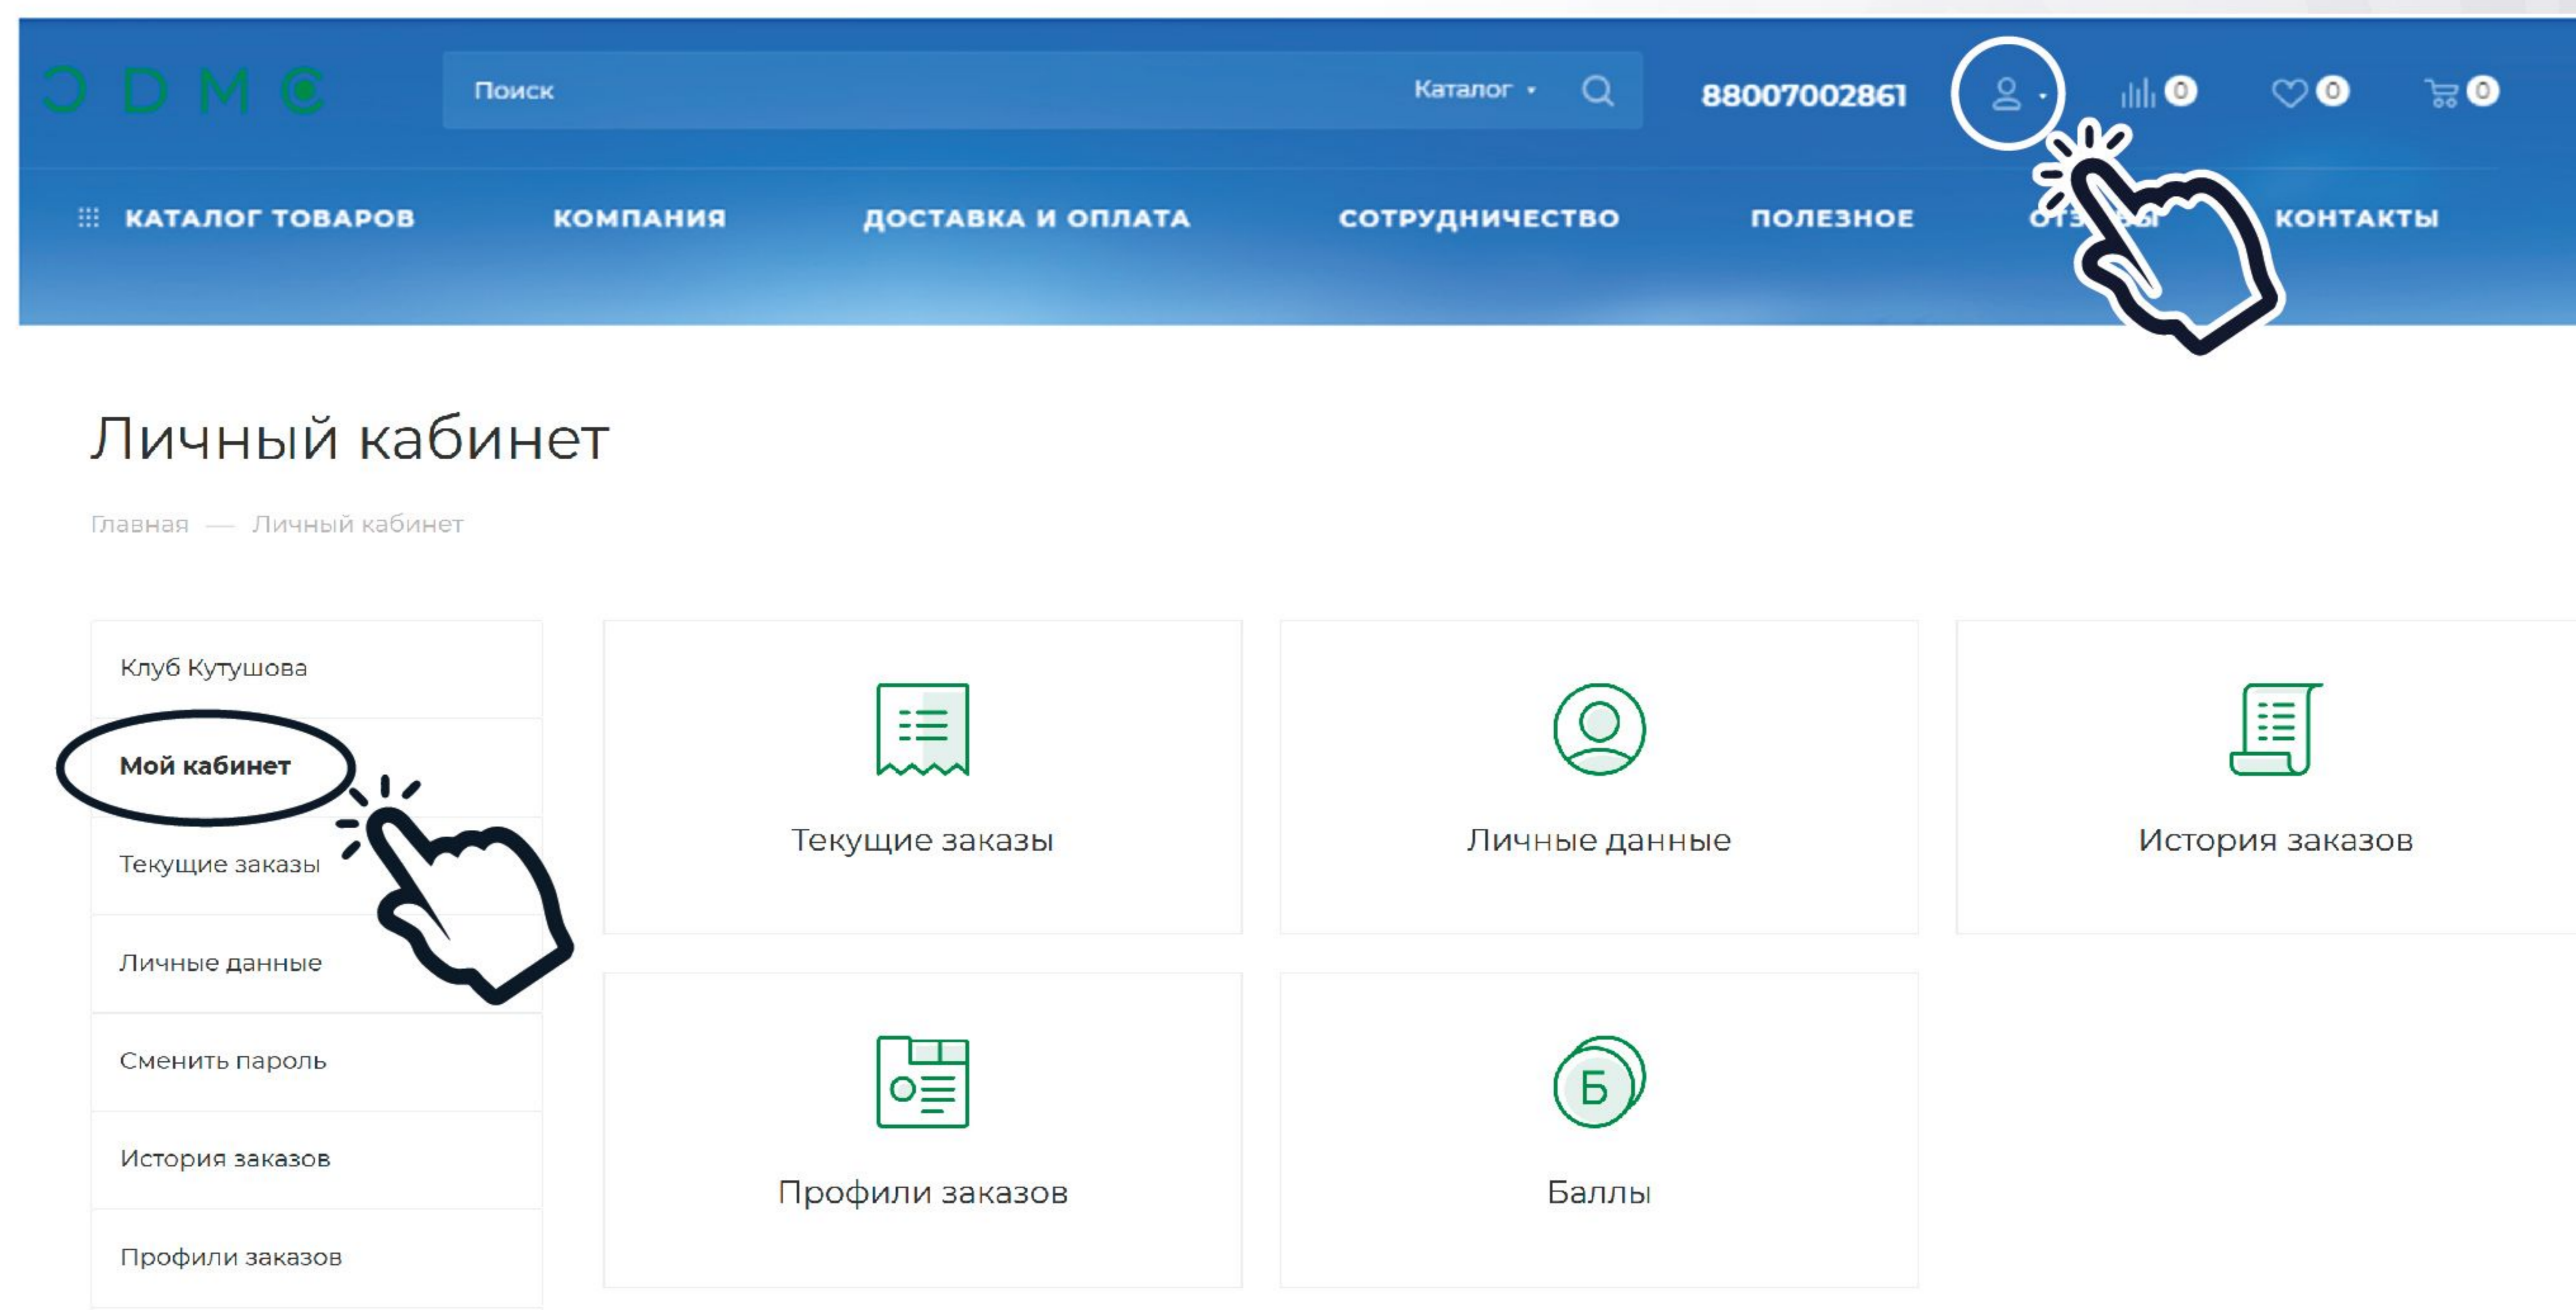 ЭDMC
Поиск Каталог 88007002861 0 0 0
КАТАЛОГ ТОВАРОВ КОМПАНИЯ ДОСТАВКА И ОПЛАТА СОТРУДНИЧЕСТВО ПОЛЕЗНОЕ КОНТАКТЫ
Личный кабинет
Главная — Личный кабинет
Клуб Кутушова
Мой кабинет
Текущие заказы
Личные данные
Сменить пароль
История заказов
Профили заказов
Текущие заказы
Личные данные
История заказов
Профили заказов
Б
Баллы